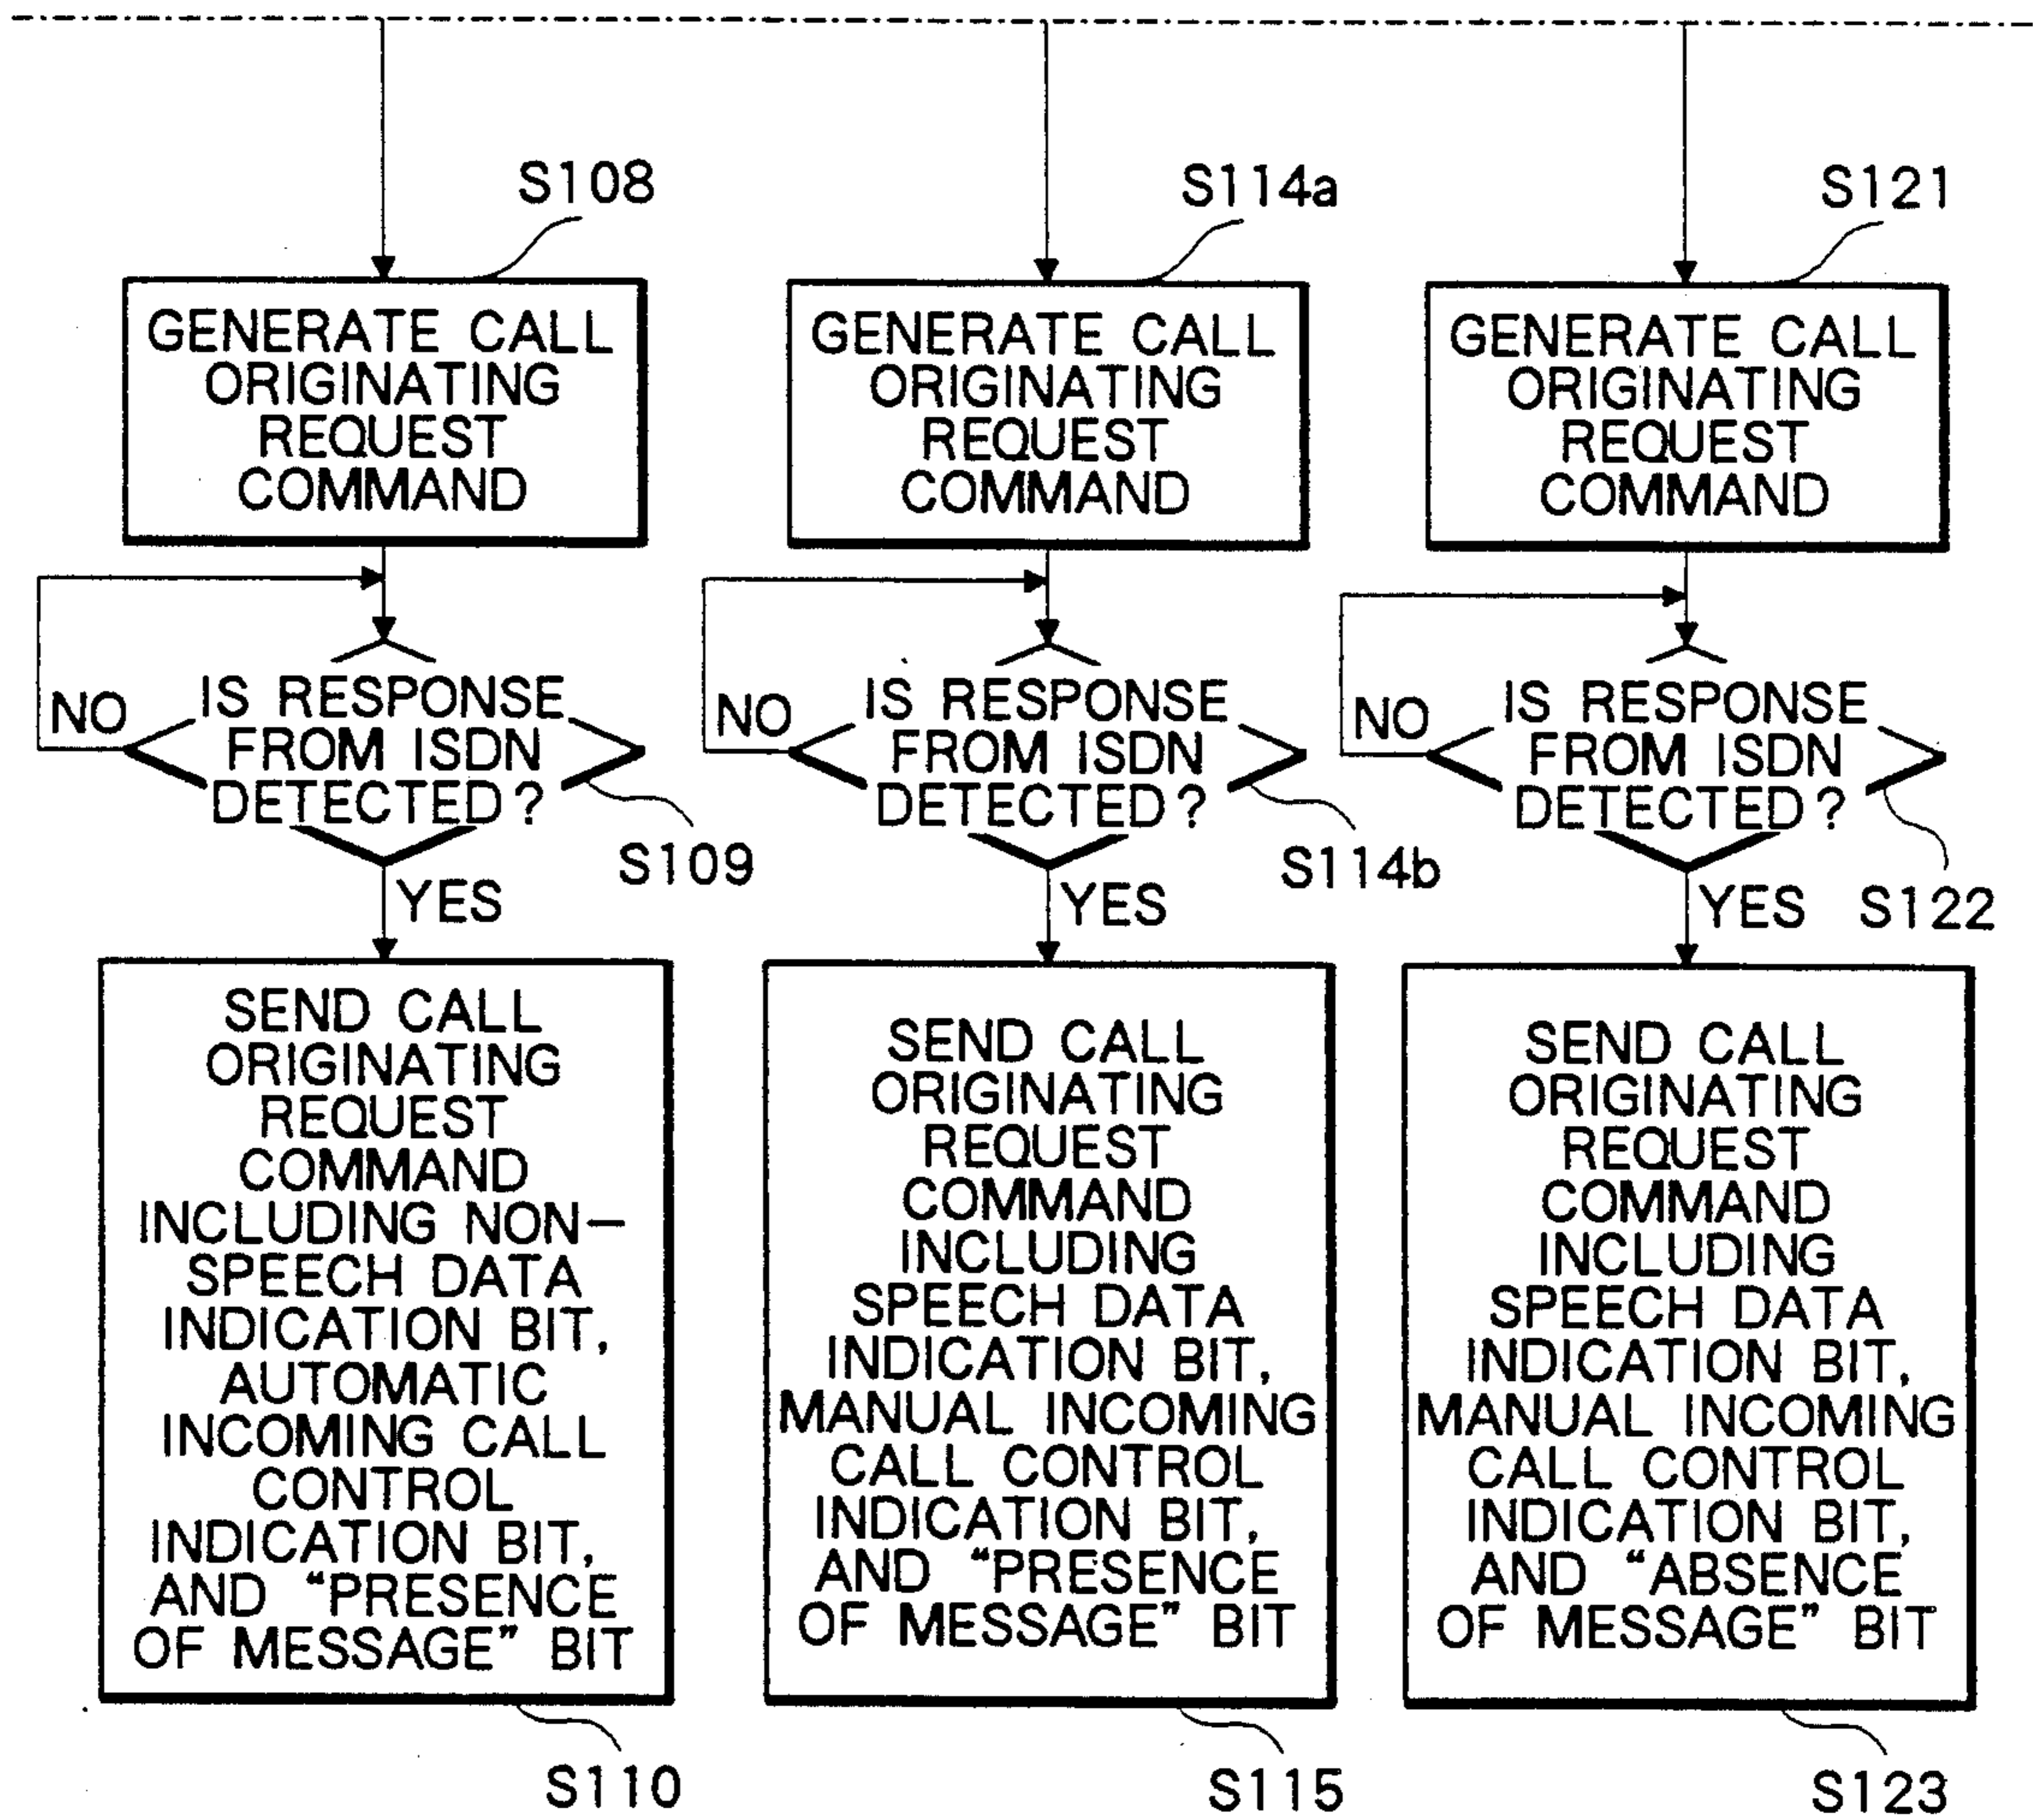 S108
GENERATE CALL
ORIGINATING
REQUEST
COMMAND
NO
IS RESPONSE
FROM ISDN
DETECTED?
S109
YES
SEND CALL
ORIGINATING
REQUEST
COMMAND
INCLUDING NON-
SPEECH DATA
INDICATION BIT,
AUTOMATIC
INCOMING CALL
CONTROL
INDICATION BIT,
AND “PRESENCE
OF MESSAGE” BIT
S110
S114a
GENERATE CALL
ORIGINATING
REQUEST
COMMAND
NO
IS RESPONSE
FROM ISDN
DETECTED?
S114b
YES
SEND CALL
ORIGINATING
REQUEST
COMMAND
INCLUDING
SPEECH DATA
INDICATION BIT,
MANUAL INCOMING
CALL CONTROL
INDICATION BIT,
AND “PRESENCE
OF MESSAGE” BIT
S115
S121
GENERATE CALL
ORIGINATING
REQUEST
COMMAND
NO
IS RESPONSE
FROM ISDN
DETECTED?
S122
YES
SEND CALL
ORIGINATING
REQUEST
COMMAND
INCLUDING
SPEECH DATA
INDICATION BIT,
MANUAL INCOMING
CALL CONTROL
INDICATION BIT,
AND “ABSENCE
OF MESSAGE” BIT
S123